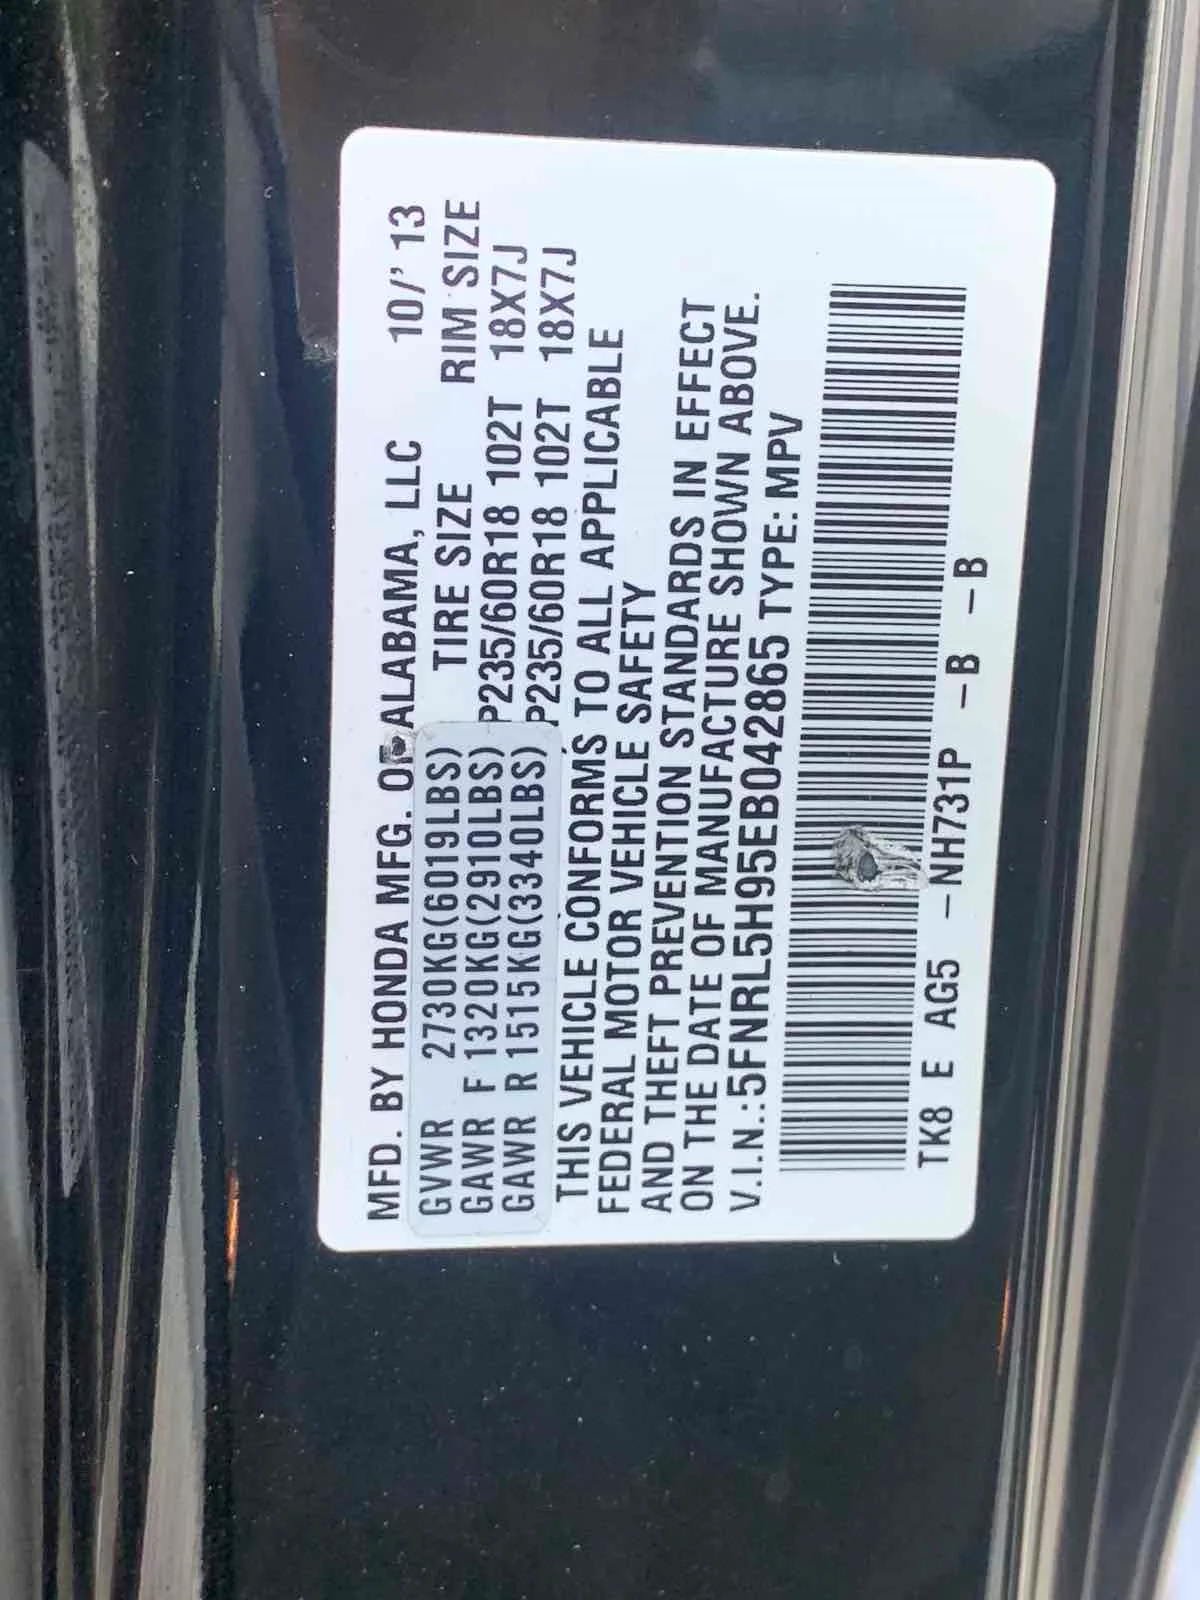 MFD. BY HONDA MFG. OF ALABAMA, LLC 10/' 13
GVWR 2730KG(6019LBS) TIRE SIZE RIM SIZE
GAWR F 1320KG(2910LBS) P235/60R18 102T 18X7J
GAWR R 1515KG(3340LBS) P235/60R18 102T 18X7J
THIS VEHICLE CONFORMS TO ALL APPLICABLE
FEDERAL MOTOR VEHICLE SAFETY
AND THEFT PREVENTION STANDARDS IN EFFECT
ON THE DATE OF MANUFACTURE SHOWN ABOVE.
V.I.N.:5FNRL5H95EB042865 TYPE: MPV
TK8 E AG5 -NH731P -B -B